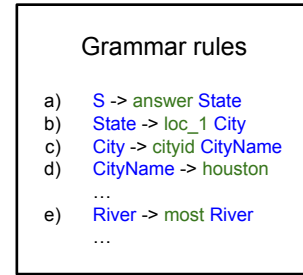 Grammar rules
a) S -> answer State
b) State -> loc_1 City
c) City -> cityid CityName
d) CityName -> houston
...
e) River -> most River
...